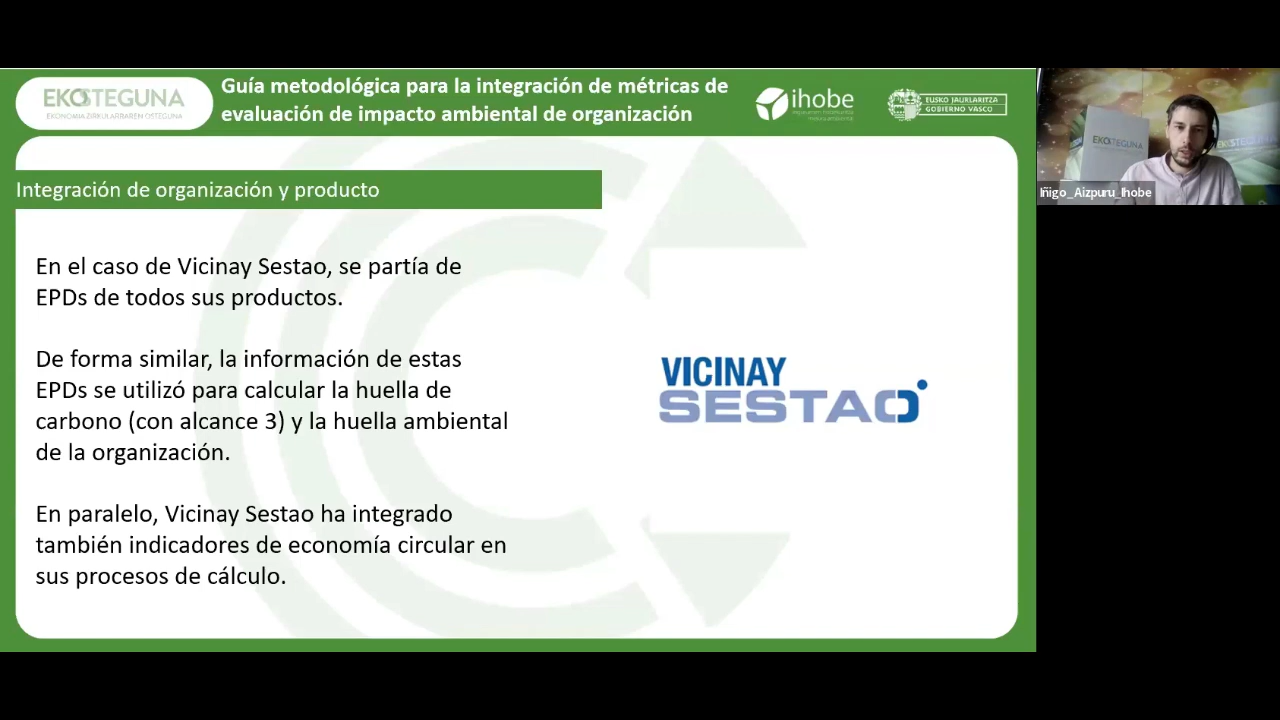 EKOSTEGUNA
EKONOMIA ZIRKULARRAREN OSTEGUNA
Guía metodológica para la integración de métricas de
evaluación de impacto ambiental de organización
ihobe
EUSKO JAURLARITZA
GOBIERNO VASCO
Integración de organización y producto
En el caso de Vicinay Sestao, se partía de
EPDs de todos sus productos.
De forma similar, la información de estas
EPDs se utilizó para calcular la huella de
carbono (con alcance 3) y la huella ambiental
de la organización.
En paralelo, Vicinay Sestao ha integrado
también indicadores de economía circular en
sus procesos de cálculo.
VICINAY
SESTAO
EKOSTEGUNA
EKOSTEGUNA
Iñigo_Aizpuru_Ihobe